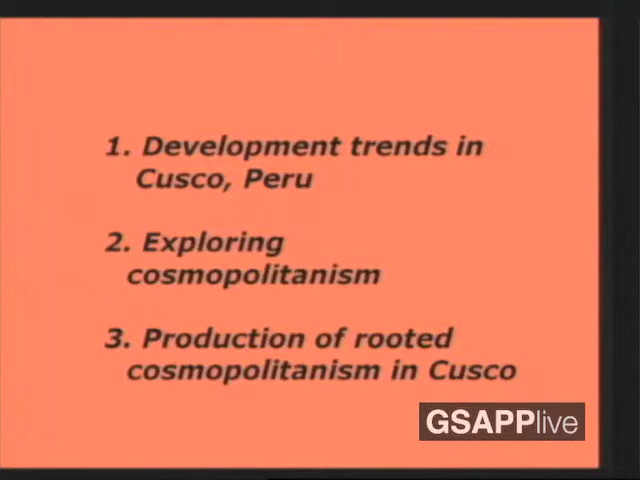 1. Development trends in
Cusco, Peru
2. Exploring
cosmopolitanism
3. Production of rooted
cosmopolitanism in Cusco
GSAPPlive